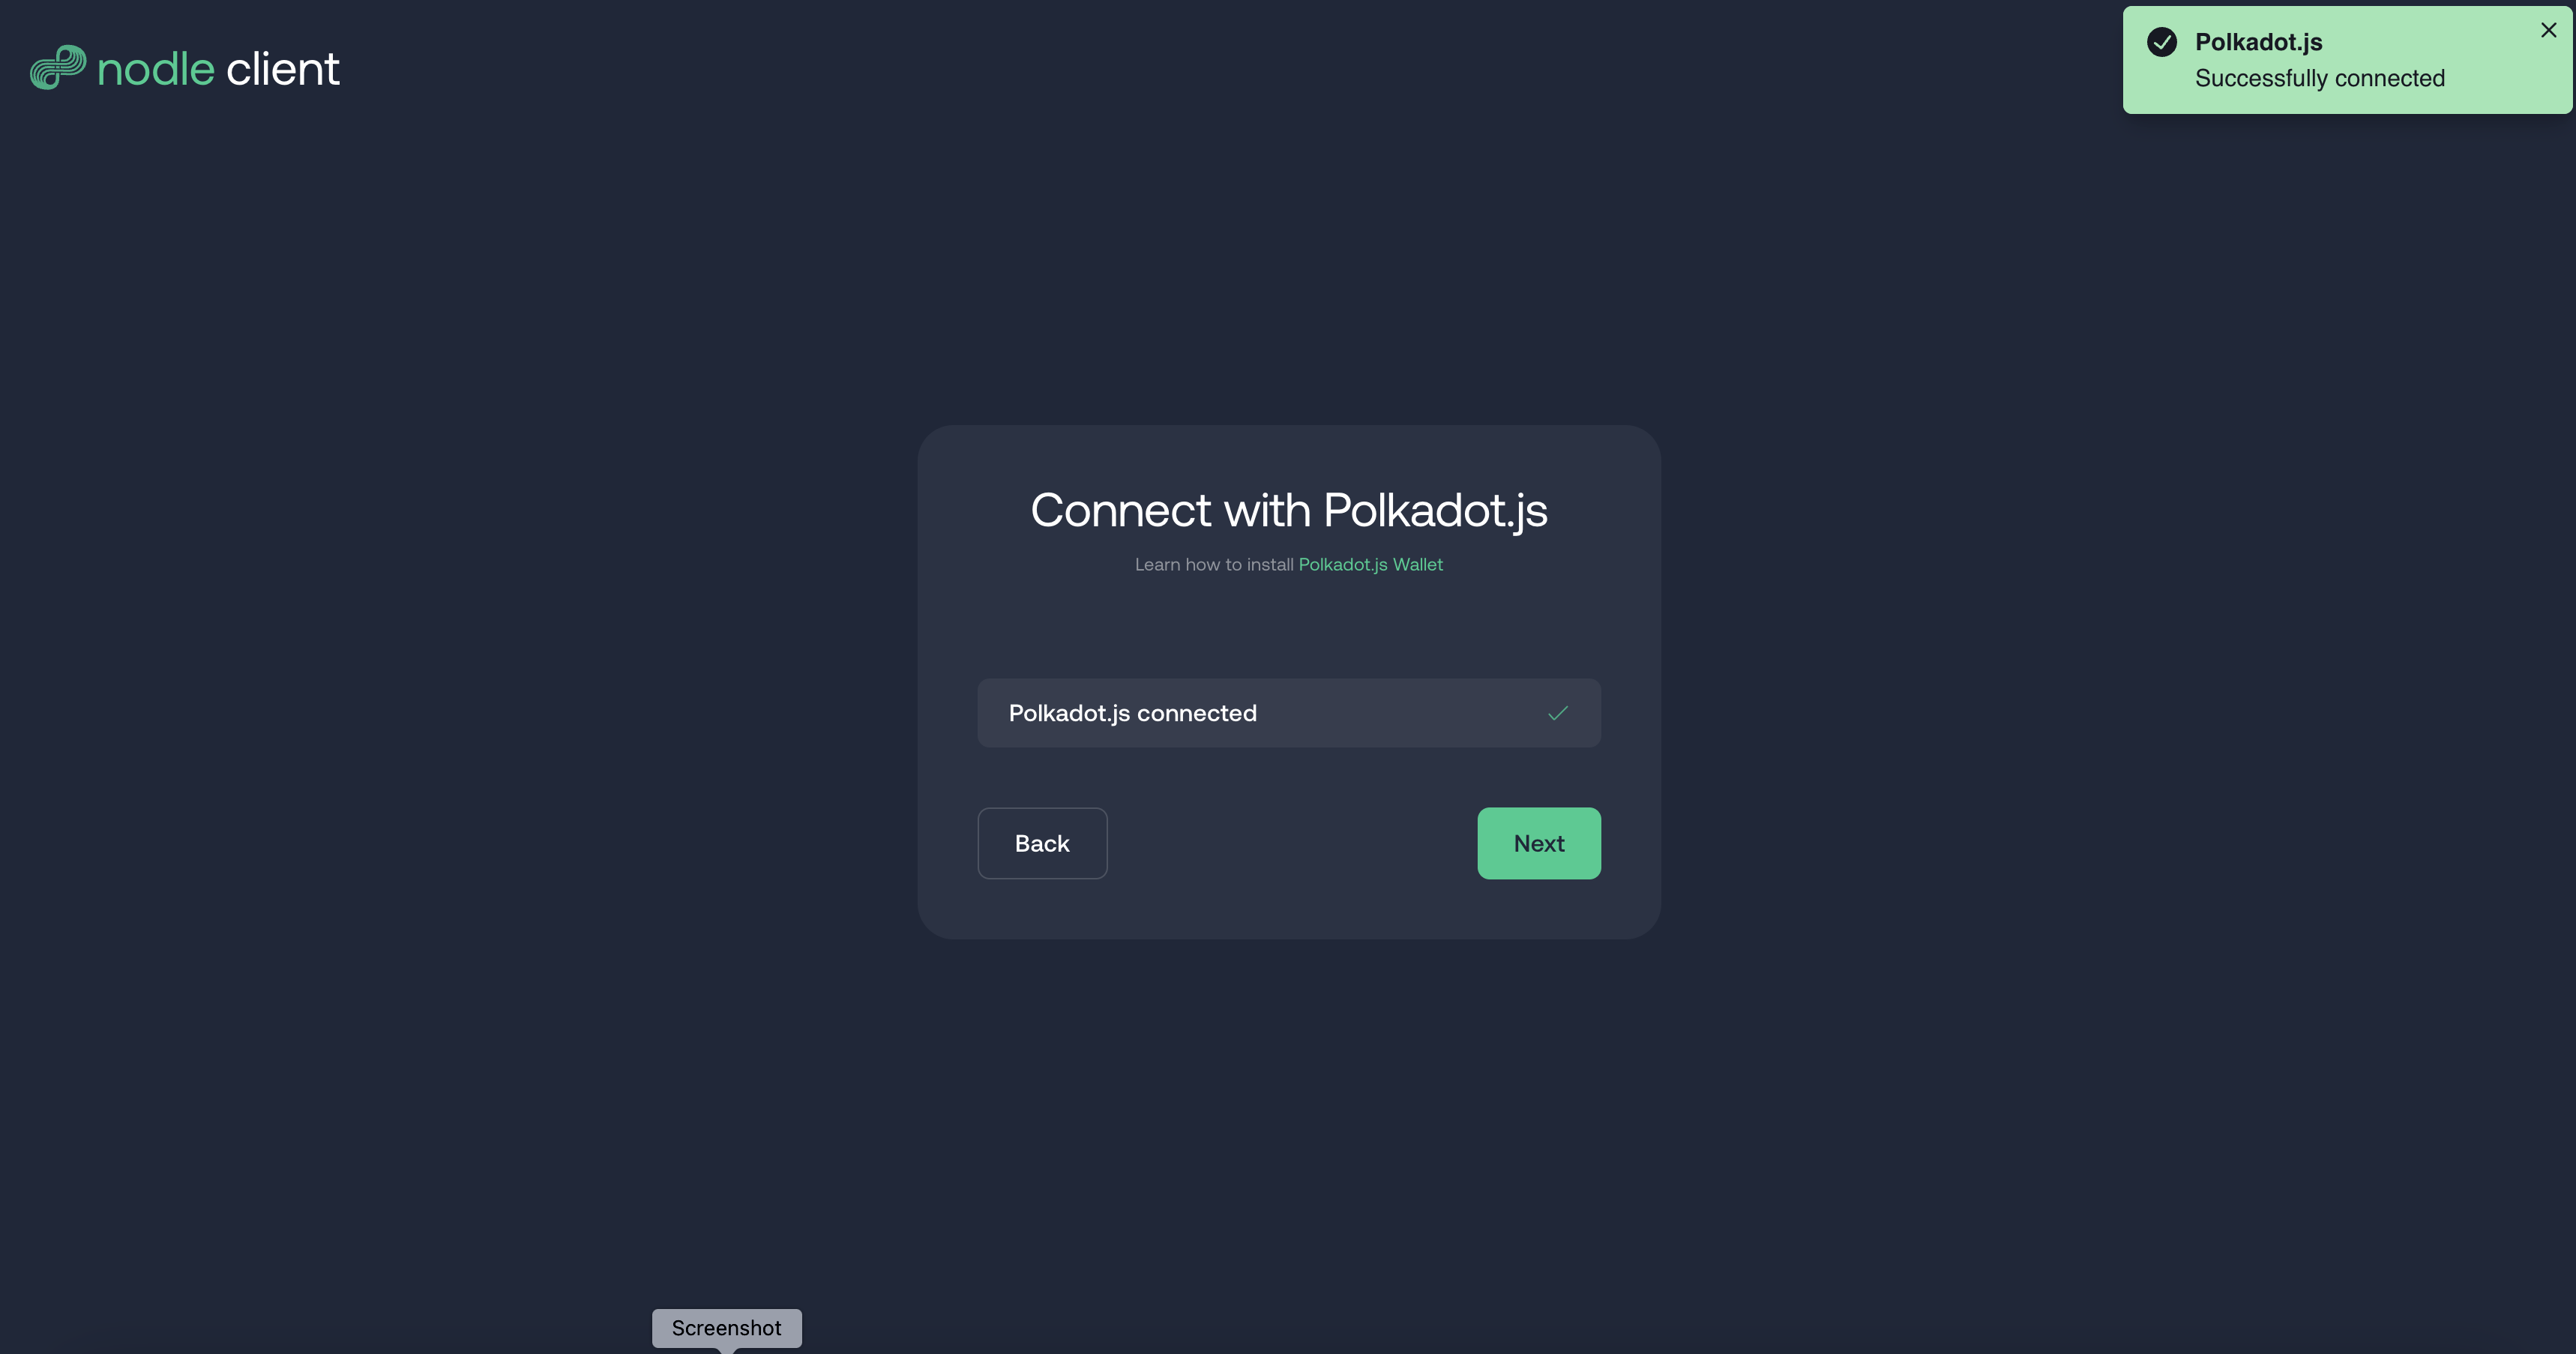 nodle client
Polkadot.js
Successfully connected
Connect with Polkadot.js
Learn how to install Polkadot.js Wallet
Polkadot.js connected
Back
Next
Screenshot